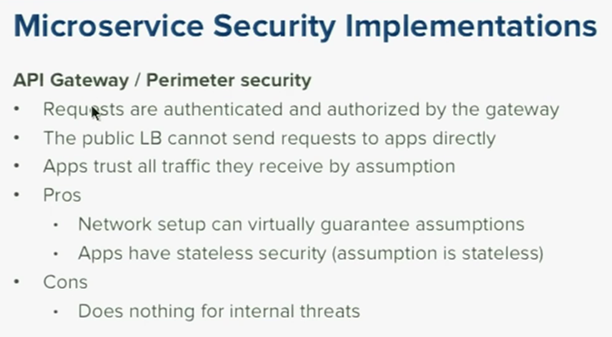 Microservice Security Implementations
API Gateway / Perimeter security
• Requests are authenticated and authorized by the gateway
• The public LB cannot send requests to apps directly
• Apps trust all traffic they receive by assumption
• Pros
• Network setup can virtually guarantee assumptions
• Apps have stateless security (assumption is stateless)
• Cons
• Does nothing for internal threats